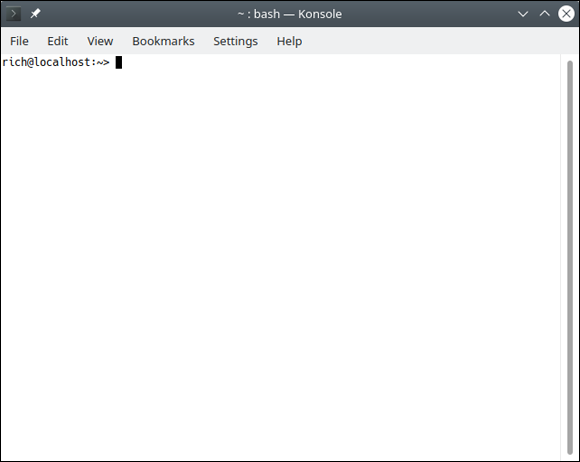 ~ : bash — Konsole
File Edit View Bookmarks Settings Help
rich@localhost:~>